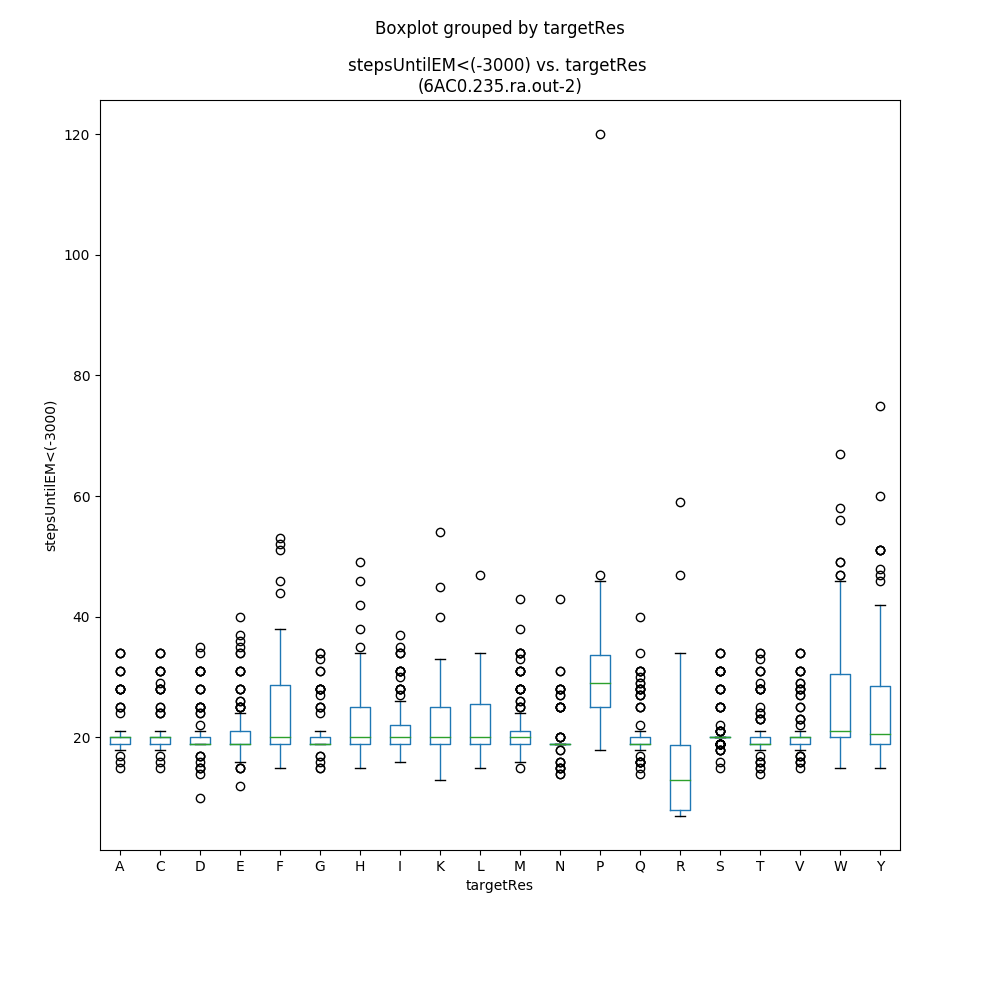 Boxplot grouped by targetRes
stepsUntilEM<(-3000) vs. targetRes
(6AC0.235.ra.out-2)
120
100
80
60
40
20
stepsUntilEM<(-3000)
A C D E F G H I K L M N P Q R S T V W Y
targetRes